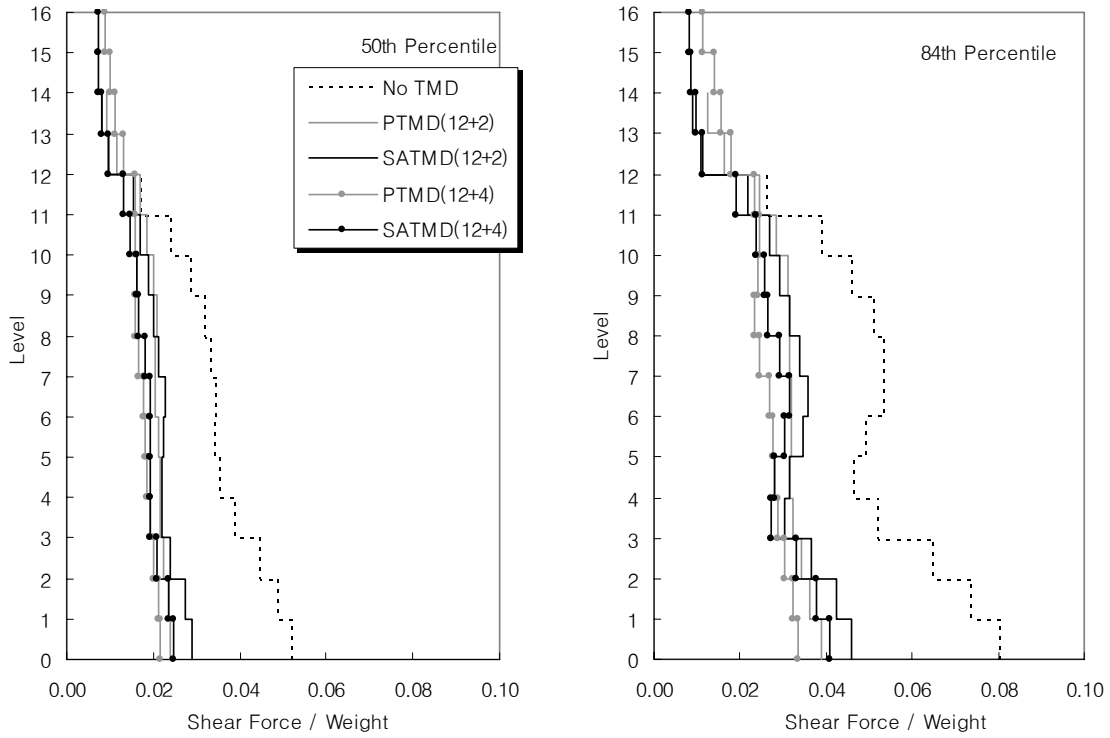 50th Percentile
No TMD
PTMD(12+2)
SATMD(12+2)
PTMD(12+4)
SATMD(12+4)
Level
16
15
14
13
12
11
10
9
8
7
6
5
4
3
2
1
0
0.00 0.02 0.04 0.06 0.08 0.10
Shear Force / Weight
84th Percentile
Level
16
15
14
13
12
11
10
9
8
7
6
5
4
3
2
1
0
0.00 0.02 0.04 0.06 0.08 0.10
Shear Force / Weight